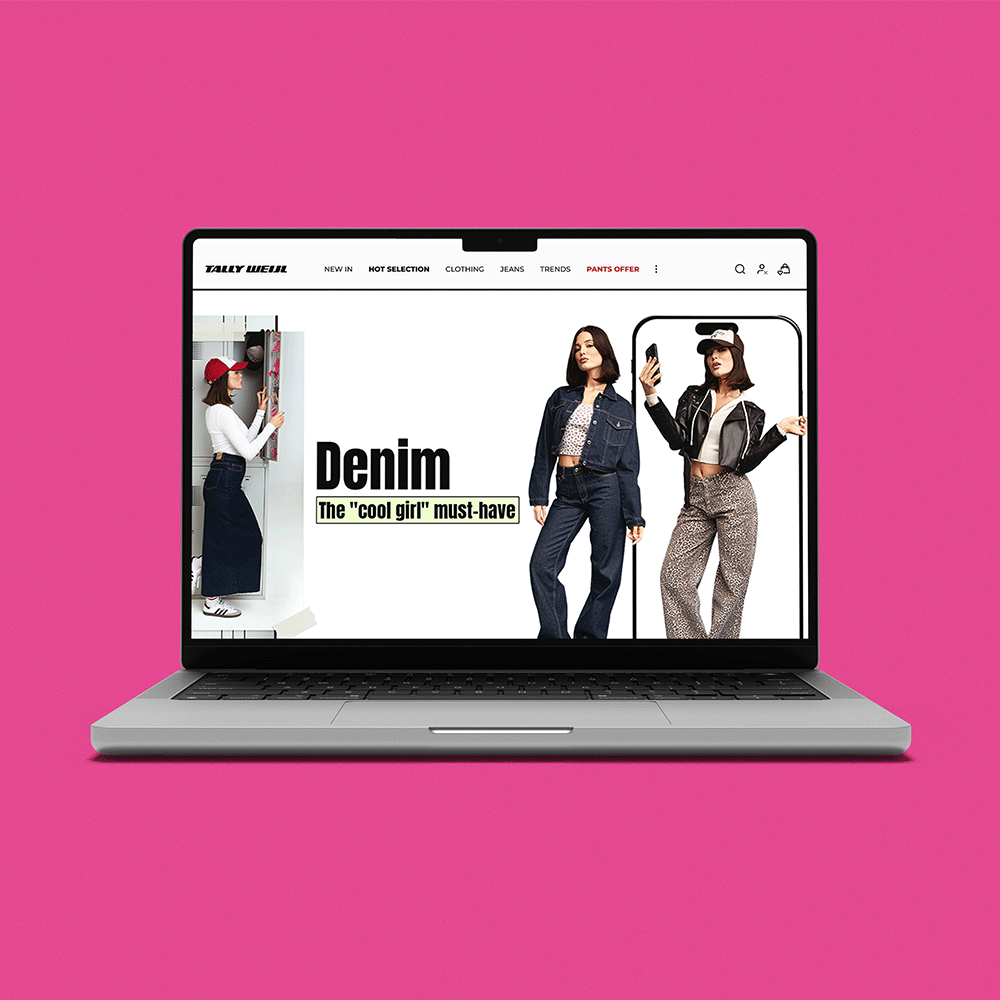 TALLY WEIJL
NEW IN
HOT SELECTION
CLOTHING
JEANS
TRENDS
PANTS OFFER
Denim
The "cool girl" must-have